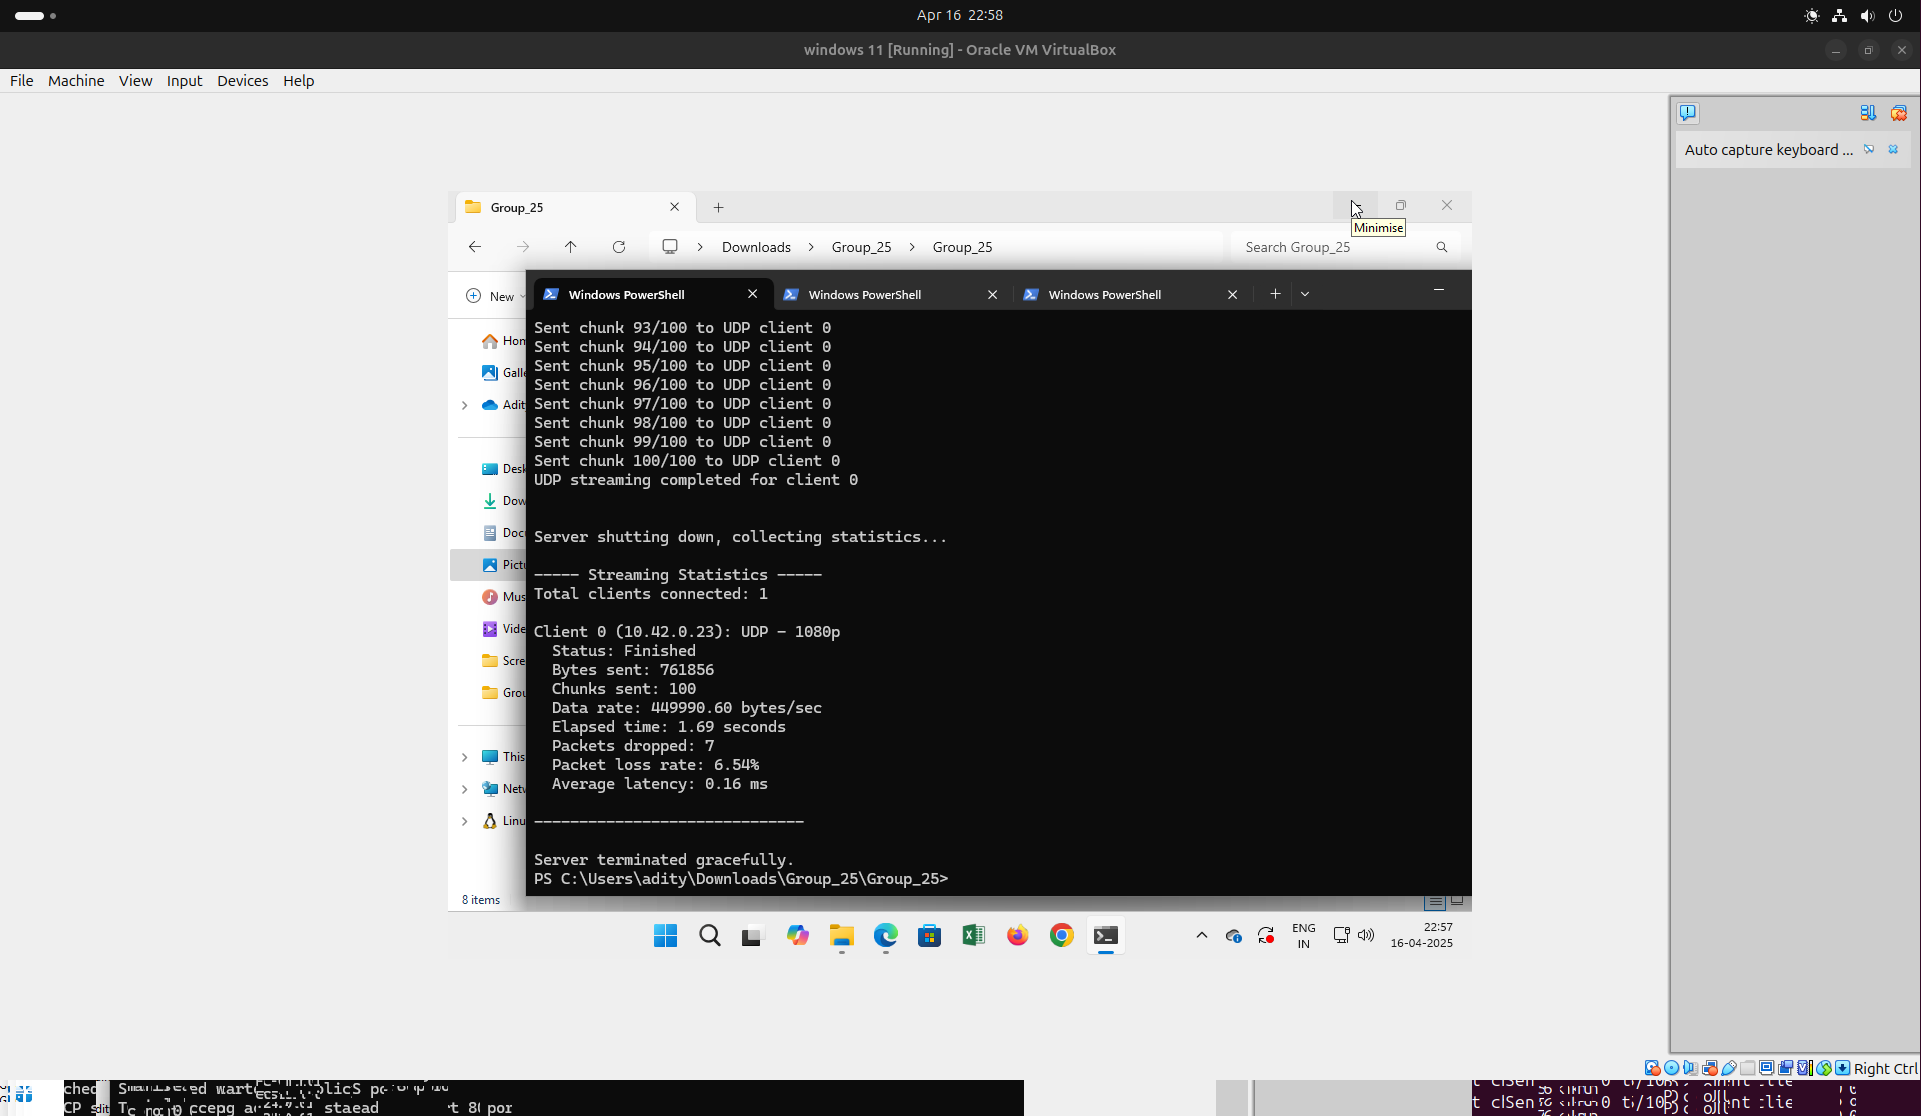 Apr 16 22:58
windows 11 [Running] - Oracle VM VirtualBox
File Machine View Input Devices Help
Auto capture keyboard ...
Group_25
Minimise
Downloads > Group_25 > Group_25
Search Group_25
New
Windows PowerShell
Windows PowerShell
Windows PowerShell
Sent chunk 93/100 to UDP client 0
Sent chunk 94/100 to UDP client 0
Sent chunk 95/100 to UDP client 0
Sent chunk 96/100 to UDP client 0
Sent chunk 97/100 to UDP client 0
Sent chunk 98/100 to UDP client 0
Sent chunk 99/100 to UDP client 0
Sent chunk 100/100 to UDP client 0
UDP streaming completed for client 0
Server shutting down, collecting statistics...
----- Streaming Statistics -----
Total clients connected: 1
Client 0 (10.42.0.23): UDP - 1080p
Status: Finished
Bytes sent: 761856
Chunks sent: 100
Data rate: 449990.60 bytes/sec
Elapsed time: 1.69 seconds
Packets dropped: 7
Packet loss rate: 6.54%
Average latency: 0.16 ms
------------------------------
Server terminated gracefully.
PS C:\Users\adity\Downloads\Group_25\Group_25>
Hom
Galle
Adit
Desk
Dow
Docu
Pictu
Mus
Vide
Scre
Grou
This
Netw
Linu
8 items
ENG
IN
22:57
16-04-2025
Right Ctrl